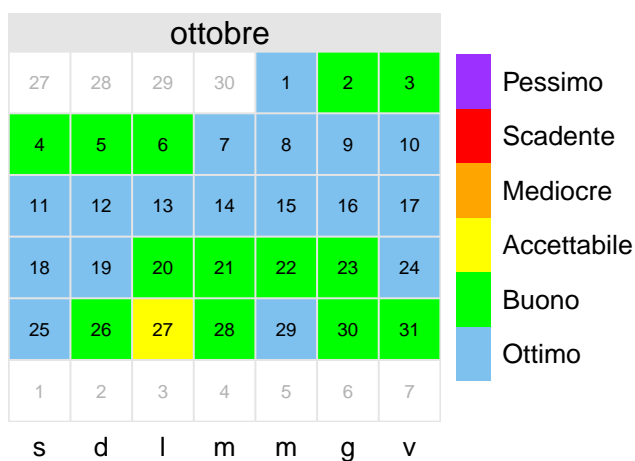 ottobre
27 28 29 30 1 2 3
4 5 6 7 8 9 10
11 12 13 14 15 16 17
18 19 20 21 22 23 24
25 26 27 28 29 30 31
1 2 3 4 5 6 7
s d l m m g v
Pessimo
Scadente
Mediocre
Accettabile
Buono
Ottimo